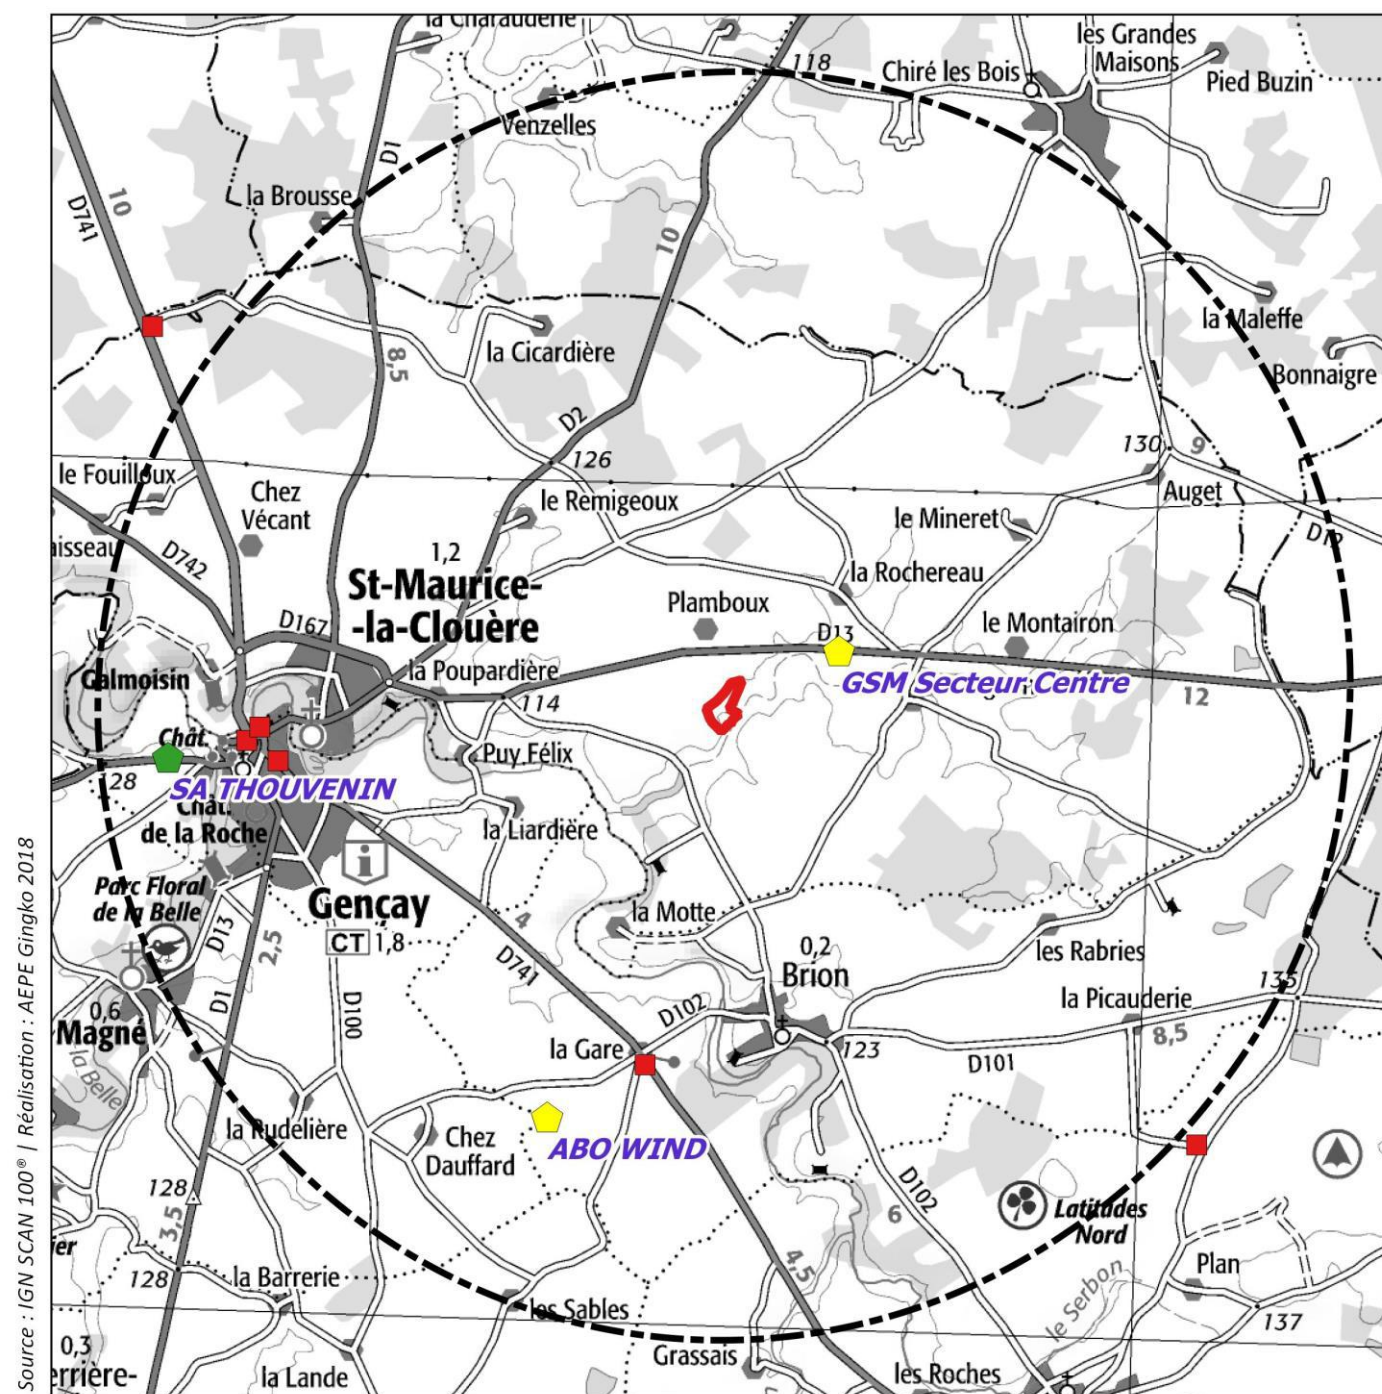 la Charauderie
les Grandes
Maisons
118
Chiré les Bois
Pied Buzin
Venzelles
D1
10
D741
la Brousse
10
la Maleffe
la Cicardière
8,5
Bonnaigre
D2
130
9
126
le Fouilloux
Chez
Vécant
le Remigeoux
Auget
le Mineret
D12
aisseau
D742
1,2
St-Maurice-
-la-Clouère
la Rochereau
Plamboux
D167
D13
le Montairon
la Poupardière
Galmoisin
GSM Secteur Centre
12
114
Chât.
Puy Félix
128
SA THOUVENIN
Chât.
de la Roche
la Liardière
i
Parc Floral
de la Belle
Gençay
CT 1,8
4
la Motte
D13
2,5
D741
0,2
Brion
les Rabries
135
D1
D100
D102
la Picauderie
0,6
Magné
8,5
la Gare
123
D101
la Belle
la Rudelière
Chez
Dauffard
ABO WIND
128
3,5
D102
6
Latitudes
Nord
ier
128
la Barrerie
4,5
Plan
les Sables
le Serbon
137
0,3
errière-
la Lande
Grassais
les Roches
Source : IGN SCAN 100® | Réalisation : AEPE Gingko 2018